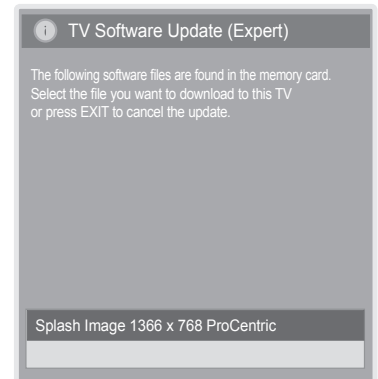 TV Software Update (Expert)
The following software files are found in the memory card.
Select the file you want to download to this TV
or press EXIT to cancel the update.
Splash Image 1366 x 768 ProCentric